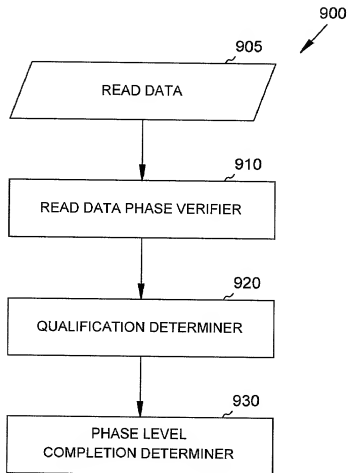 900
905
READ DATA
910
READ DATA PHASE VERIFIER
920
QUALIFICATION DETERMINER
930
PHASE LEVEL
COMPLETION DETERMINER